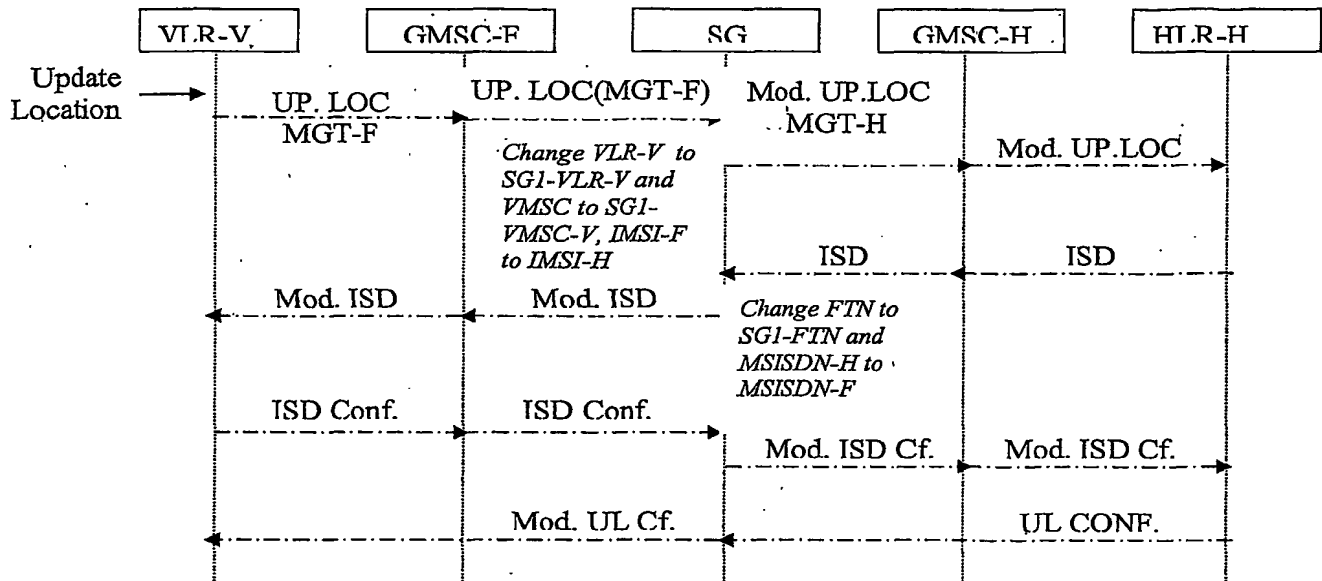 VLR-V
GMSC-F
SG
GMSC-H
HLR-H
Update
Location
UP. LOC
MGT-F
UP. LOC(MGT-F)
Mod. UP.LOC
MGT-H
Change VLR-V to
SG1-VLR-V and
VMSC to SG1-
VMSC-V, IMSI-F
to IMSI-H
Mod. UP.LOC
ISD
ISD
Mod. ISD
Mod. ISD
Change FTN to
SG1-FTN and
MSISDN-H to
MSISDN-F
ISD Conf.
ISD Conf.
Mod. ISD Cf.
Mod. ISD Cf.
Mod. UL Cf.
UL CONF.